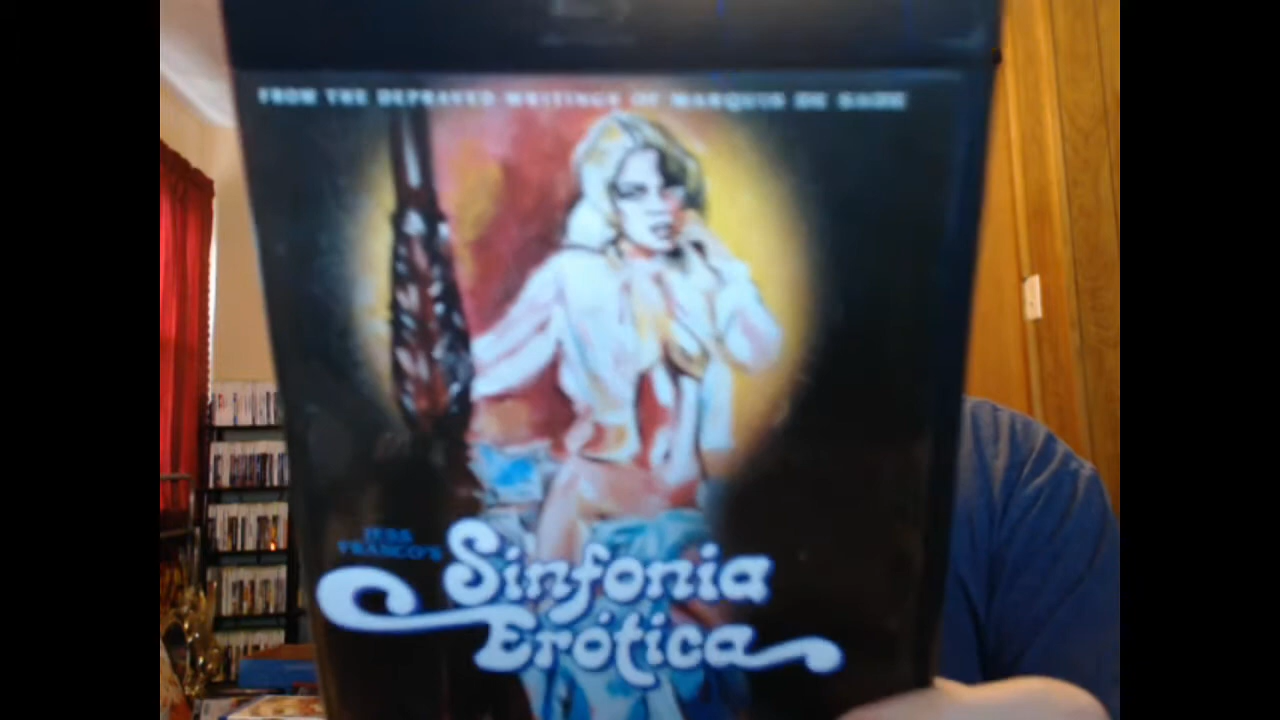 FROM THE DEPRAVED WRITINGS OF MARQUIS DE SADE
JESS
FRANCO'S
Sinfonia
Erótica